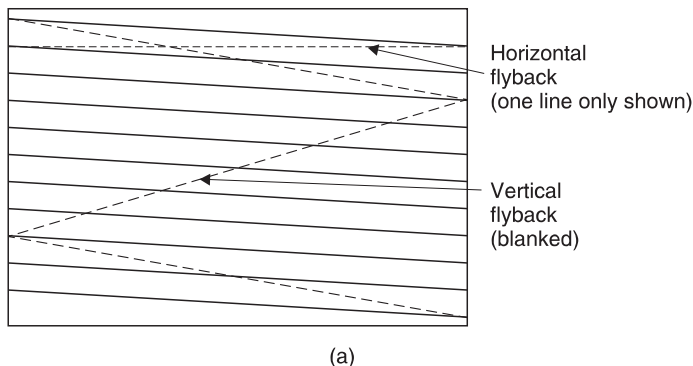 Horizontal
flyback
(one line only shown)
Vertical
flyback
(blanked)
(a)